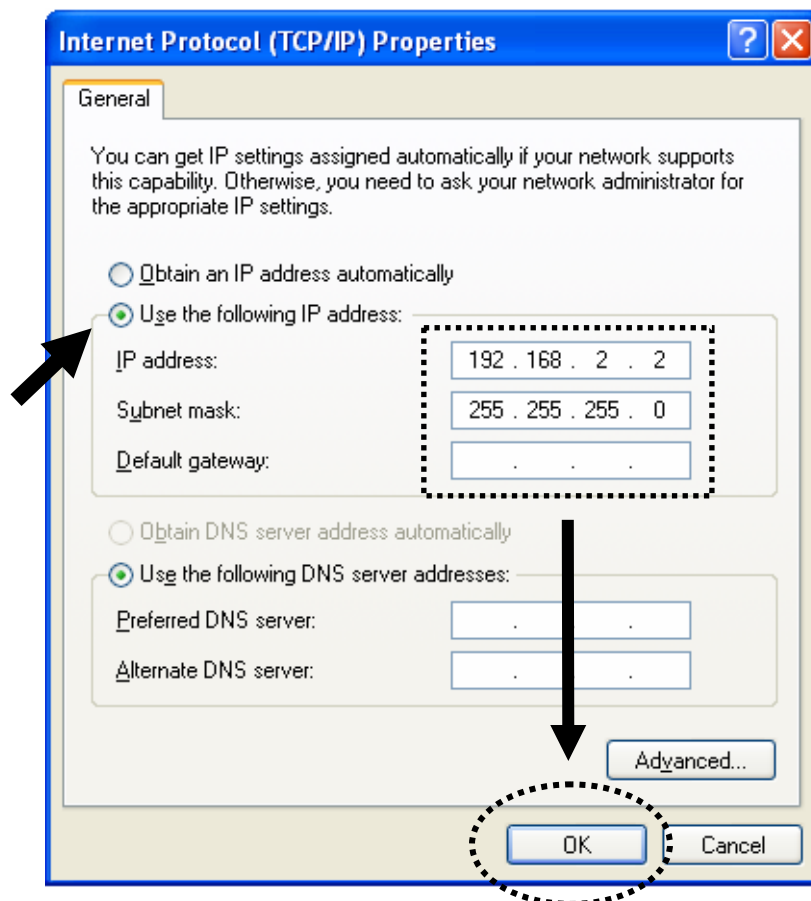 Internet Protocol (TCP/IP) Properties
General
You can get IP settings assigned automatically if your network supports
this capability. Otherwise, you need to ask your network administrator for
the appropriate IP settings.
Obtain an IP address automatically
Use the following IP address:
IP address: 192 . 168 . 2 . 2
Subnet mask: 255 . 255 . 255 . 0
Default gateway: . . .
Obtain DNS server address automatically
Use the following DNS server addresses:
Preferred DNS server: . . .
Alternate DNS server: . . .
Advanced...
OK Cancel